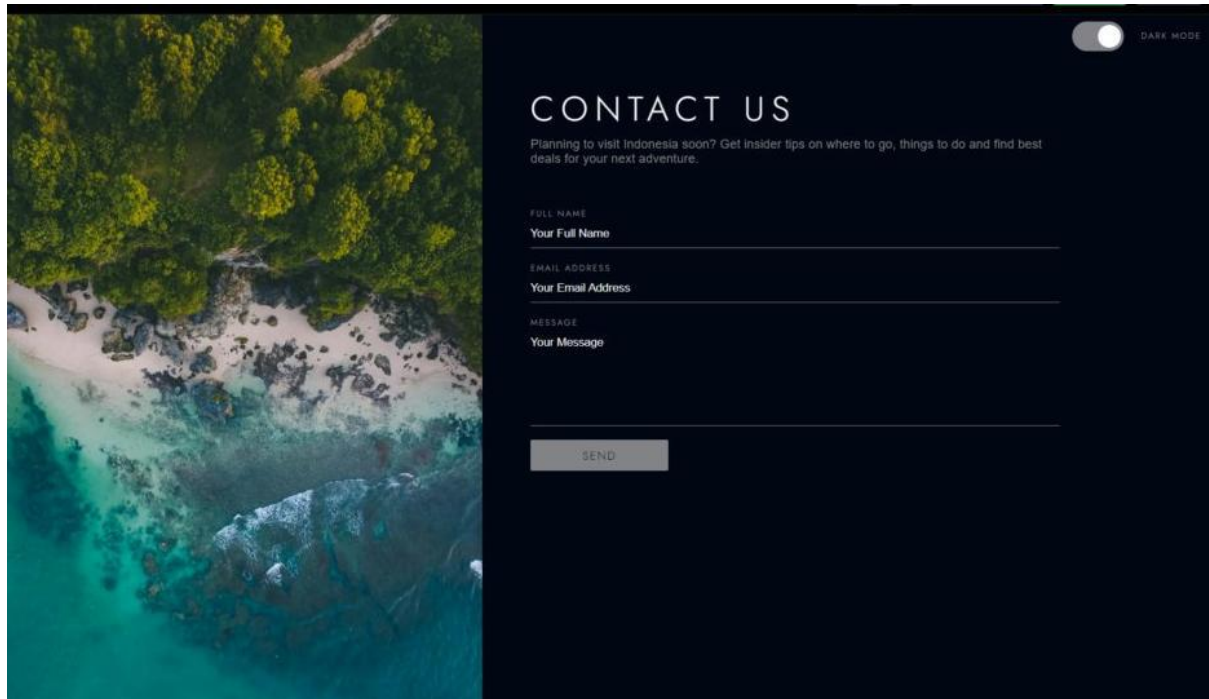 DARK MODE
CONTACT US
Planning to visit Indonesia soon? Get insider tips on where to go, things to do and find best
deals for your next adventure.
FULL NAME
Your Full Name
EMAIL ADDRESS
Your Email Address
MESSAGE
Your Message
SEND